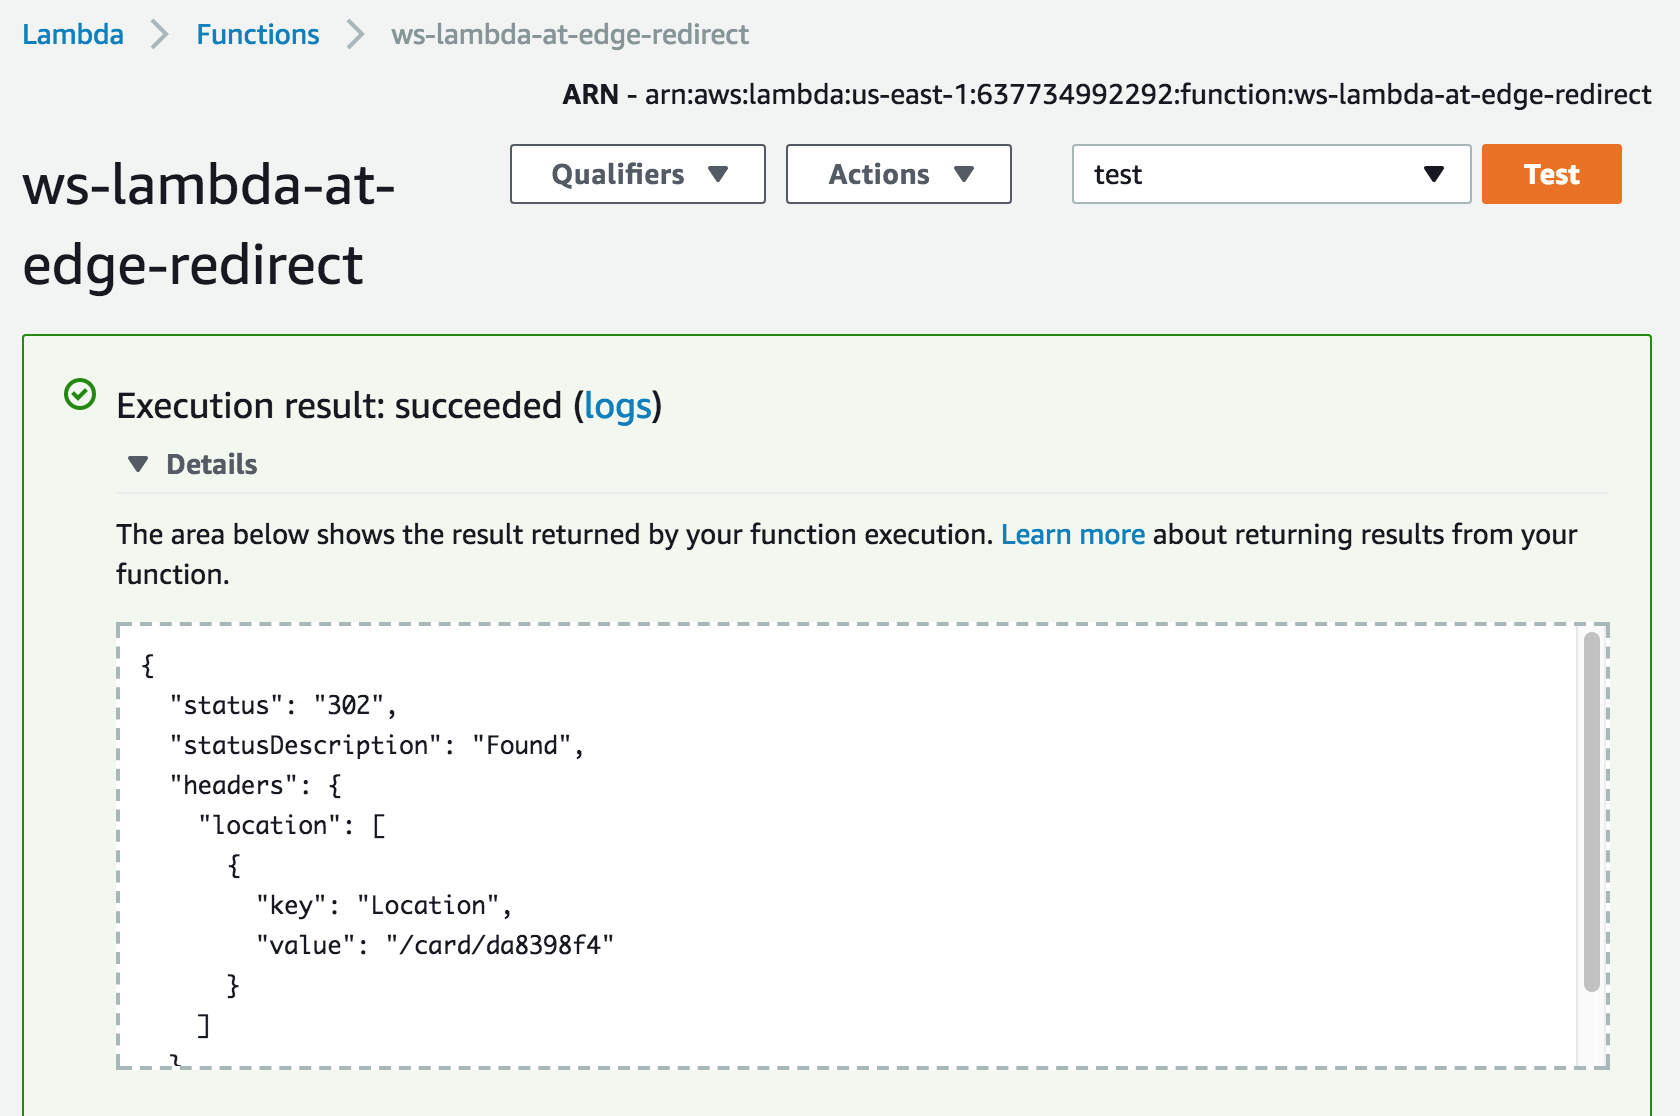 Lambda > Functions > ws-lambda-at-edge-redirect
ARN - arn:aws:lambda:us-east-1:637734992292:function:ws-lambda-at-edge-redirect
ws-lambda-at-
edge-redirect
Qualifiers Actions test Test
Execution result: succeeded (logs)
Details
The area below shows the result returned by your function execution. Learn more about returning results from your
function.
{
  "status": "302",
  "statusDescription": "Found",
  "headers": {
    "location": [
      {
        "key": "Location",
        "value": "/card/da8398f4"
      }
    ]
  }